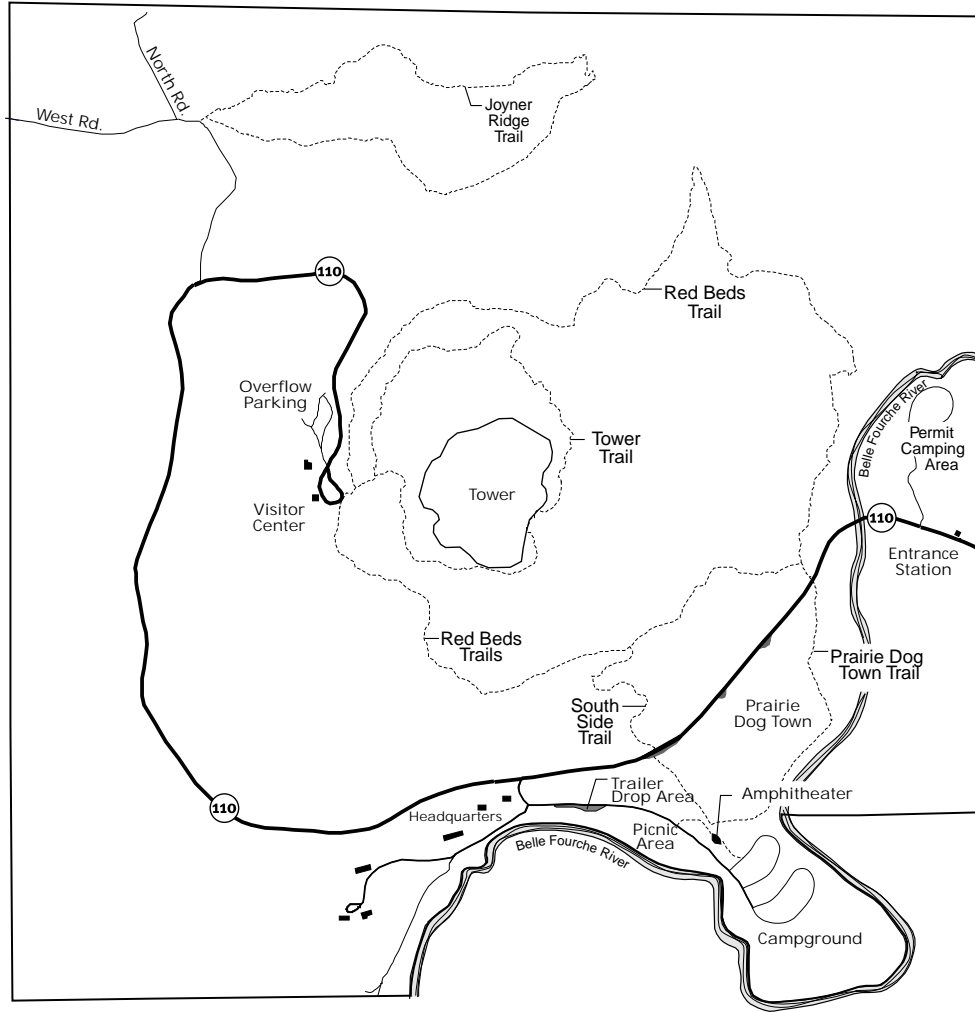 North Rd.
West Rd.
Joyner
Ridge
Trail
110
Red Beds
Trail
Overflow
Parking
Belle Fourche River
Permit
Camping
Area
Tower
Trail
Tower
Visitor
Center
110
Entrance
Station
Red Beds
Trails
Prairie Dog
Town Trail
South
Side
Trail
Prairie
Dog Town
Trailer
Drop Area
Amphitheater
110
Headquarters
Picnic
Area
Belle Fourche River
Campground